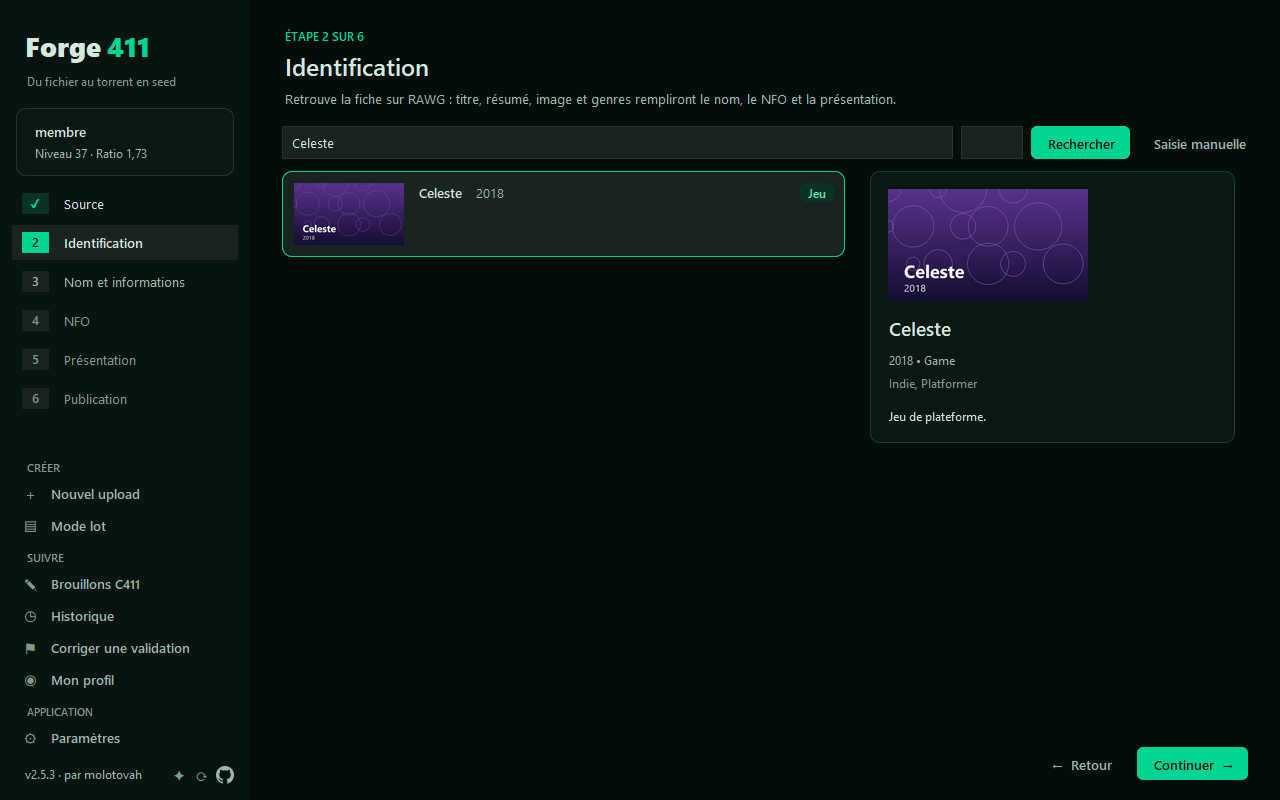 Forge 411
Du fichier au torrent en seed
membre
Niveau 37 · Ratio 1,73
✓ Source
2 Identification
3 Nom et informations
4 NFO
5 Présentation
6 Publication
CRÉER
+ Nouvel upload
Mode lot
SUIVRE
Brouillons C411
Historique
Corriger une validation
Mon profil
APPLICATION
Paramètres
v2.5.3 · par molotovah
ÉTAPE 2 SUR 6
Identification
Retrouve la fiche sur RAWG : titre, résumé, image et genres rempliront le nom, le NFO et la présentation.
Celeste
Rechercher
Saisie manuelle
Celeste
2018
Celeste 2018
Jeu
Celeste
2018
Celeste
2018 • Game
Indie, Platformer
Jeu de plateforme.
← Retour
Continuer →